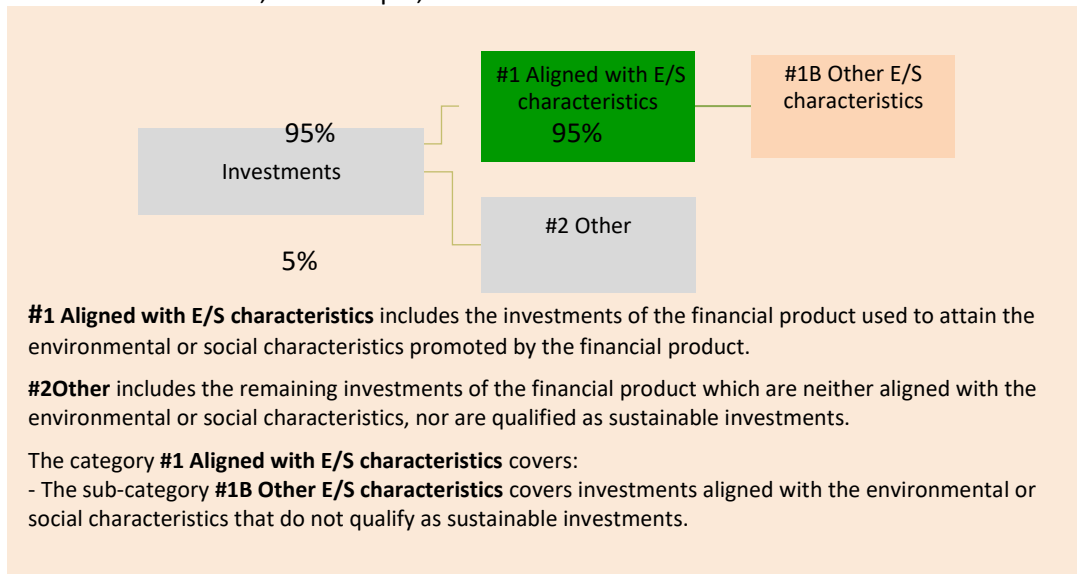 #1 Aligned with E/S
characteristics
95%
#1B Other E/S
characteristics
95%
Investments
#2 Other
5%
#1 Aligned with E/S characteristics includes the investments of the financial product used to attain the
environmental or social characteristics promoted by the financial product.
#2Other includes the remaining investments of the financial product which are neither aligned with the
environmental or social characteristics, nor are qualified as sustainable investments.
The category #1 Aligned with E/S characteristics covers:
- The sub-category #1B Other E/S characteristics covers investments aligned with the environmental or
social characteristics that do not qualify as sustainable investments.